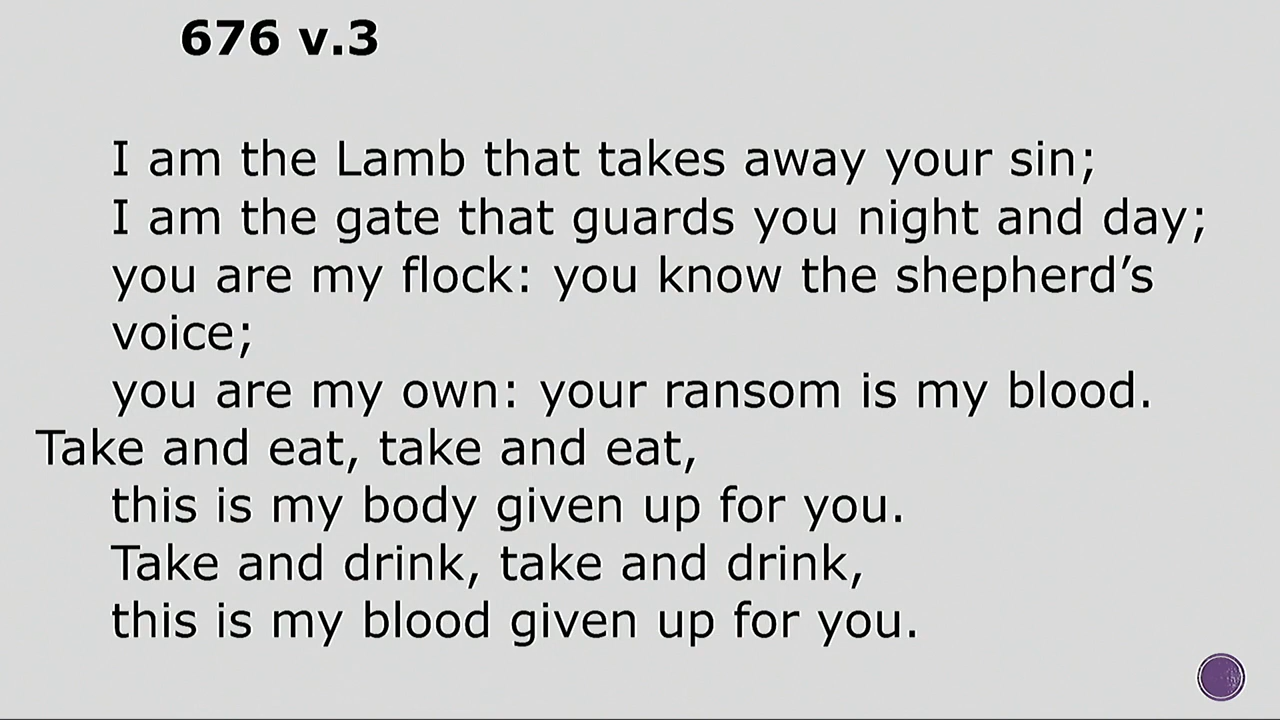 676 v.3
I am the Lamb that takes away your sin;
I am the gate that guards you night and day;
you are my flock: you know the shepherd’s
voice;
you are my own: your ransom is my blood.
Take and eat, take and eat,
this is my body given up for you.
Take and drink, take and drink,
this is my blood given up for you.